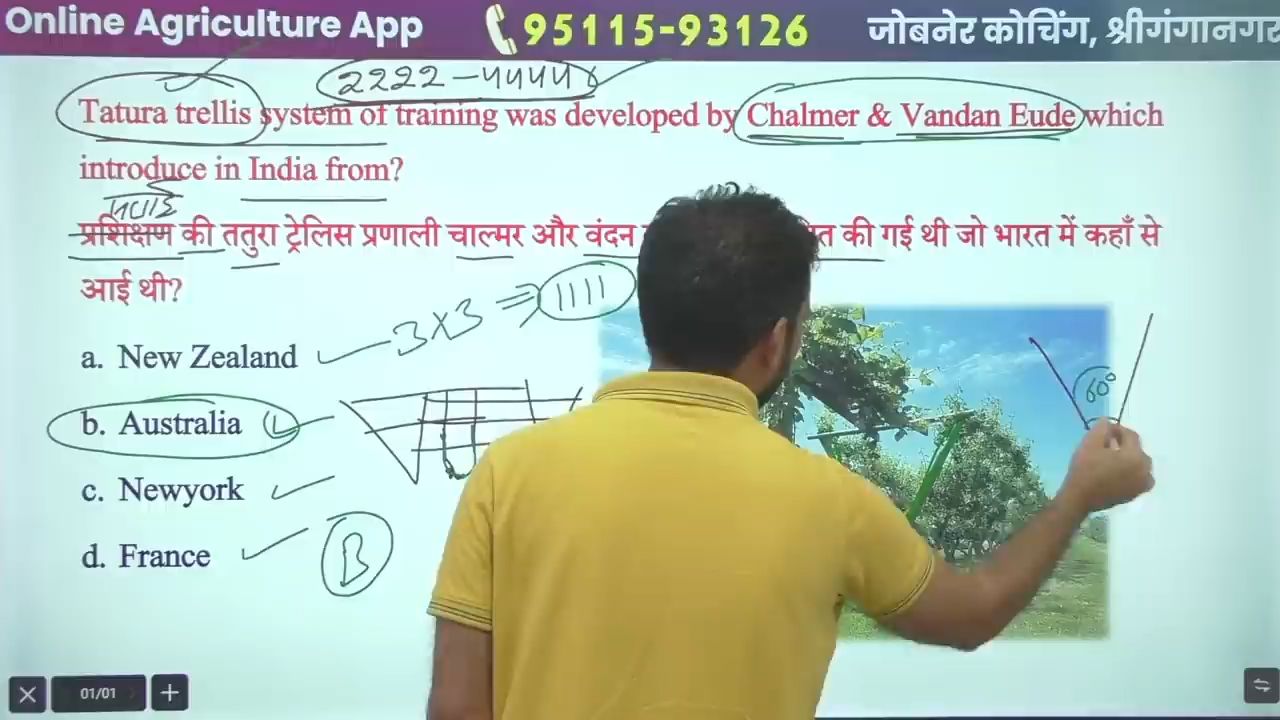 Online Agriculture App 95115-93126 जोबनेर कोचिंग, श्रीगंगानगर
2222-
Tatura trellis system of training was developed by Chalmer & Vandan Eude which
introduce in India from?
प्रशिक्षण की ततुरा ट्रेलिस प्रणाली चाल्मर और वंदन त की गई थी जो भारत में कहाँ से
आई थी?
a. New Zealand 3x3 ⇒ ||||
b. Australia
c. Newyork
d. France B
60°
01/01